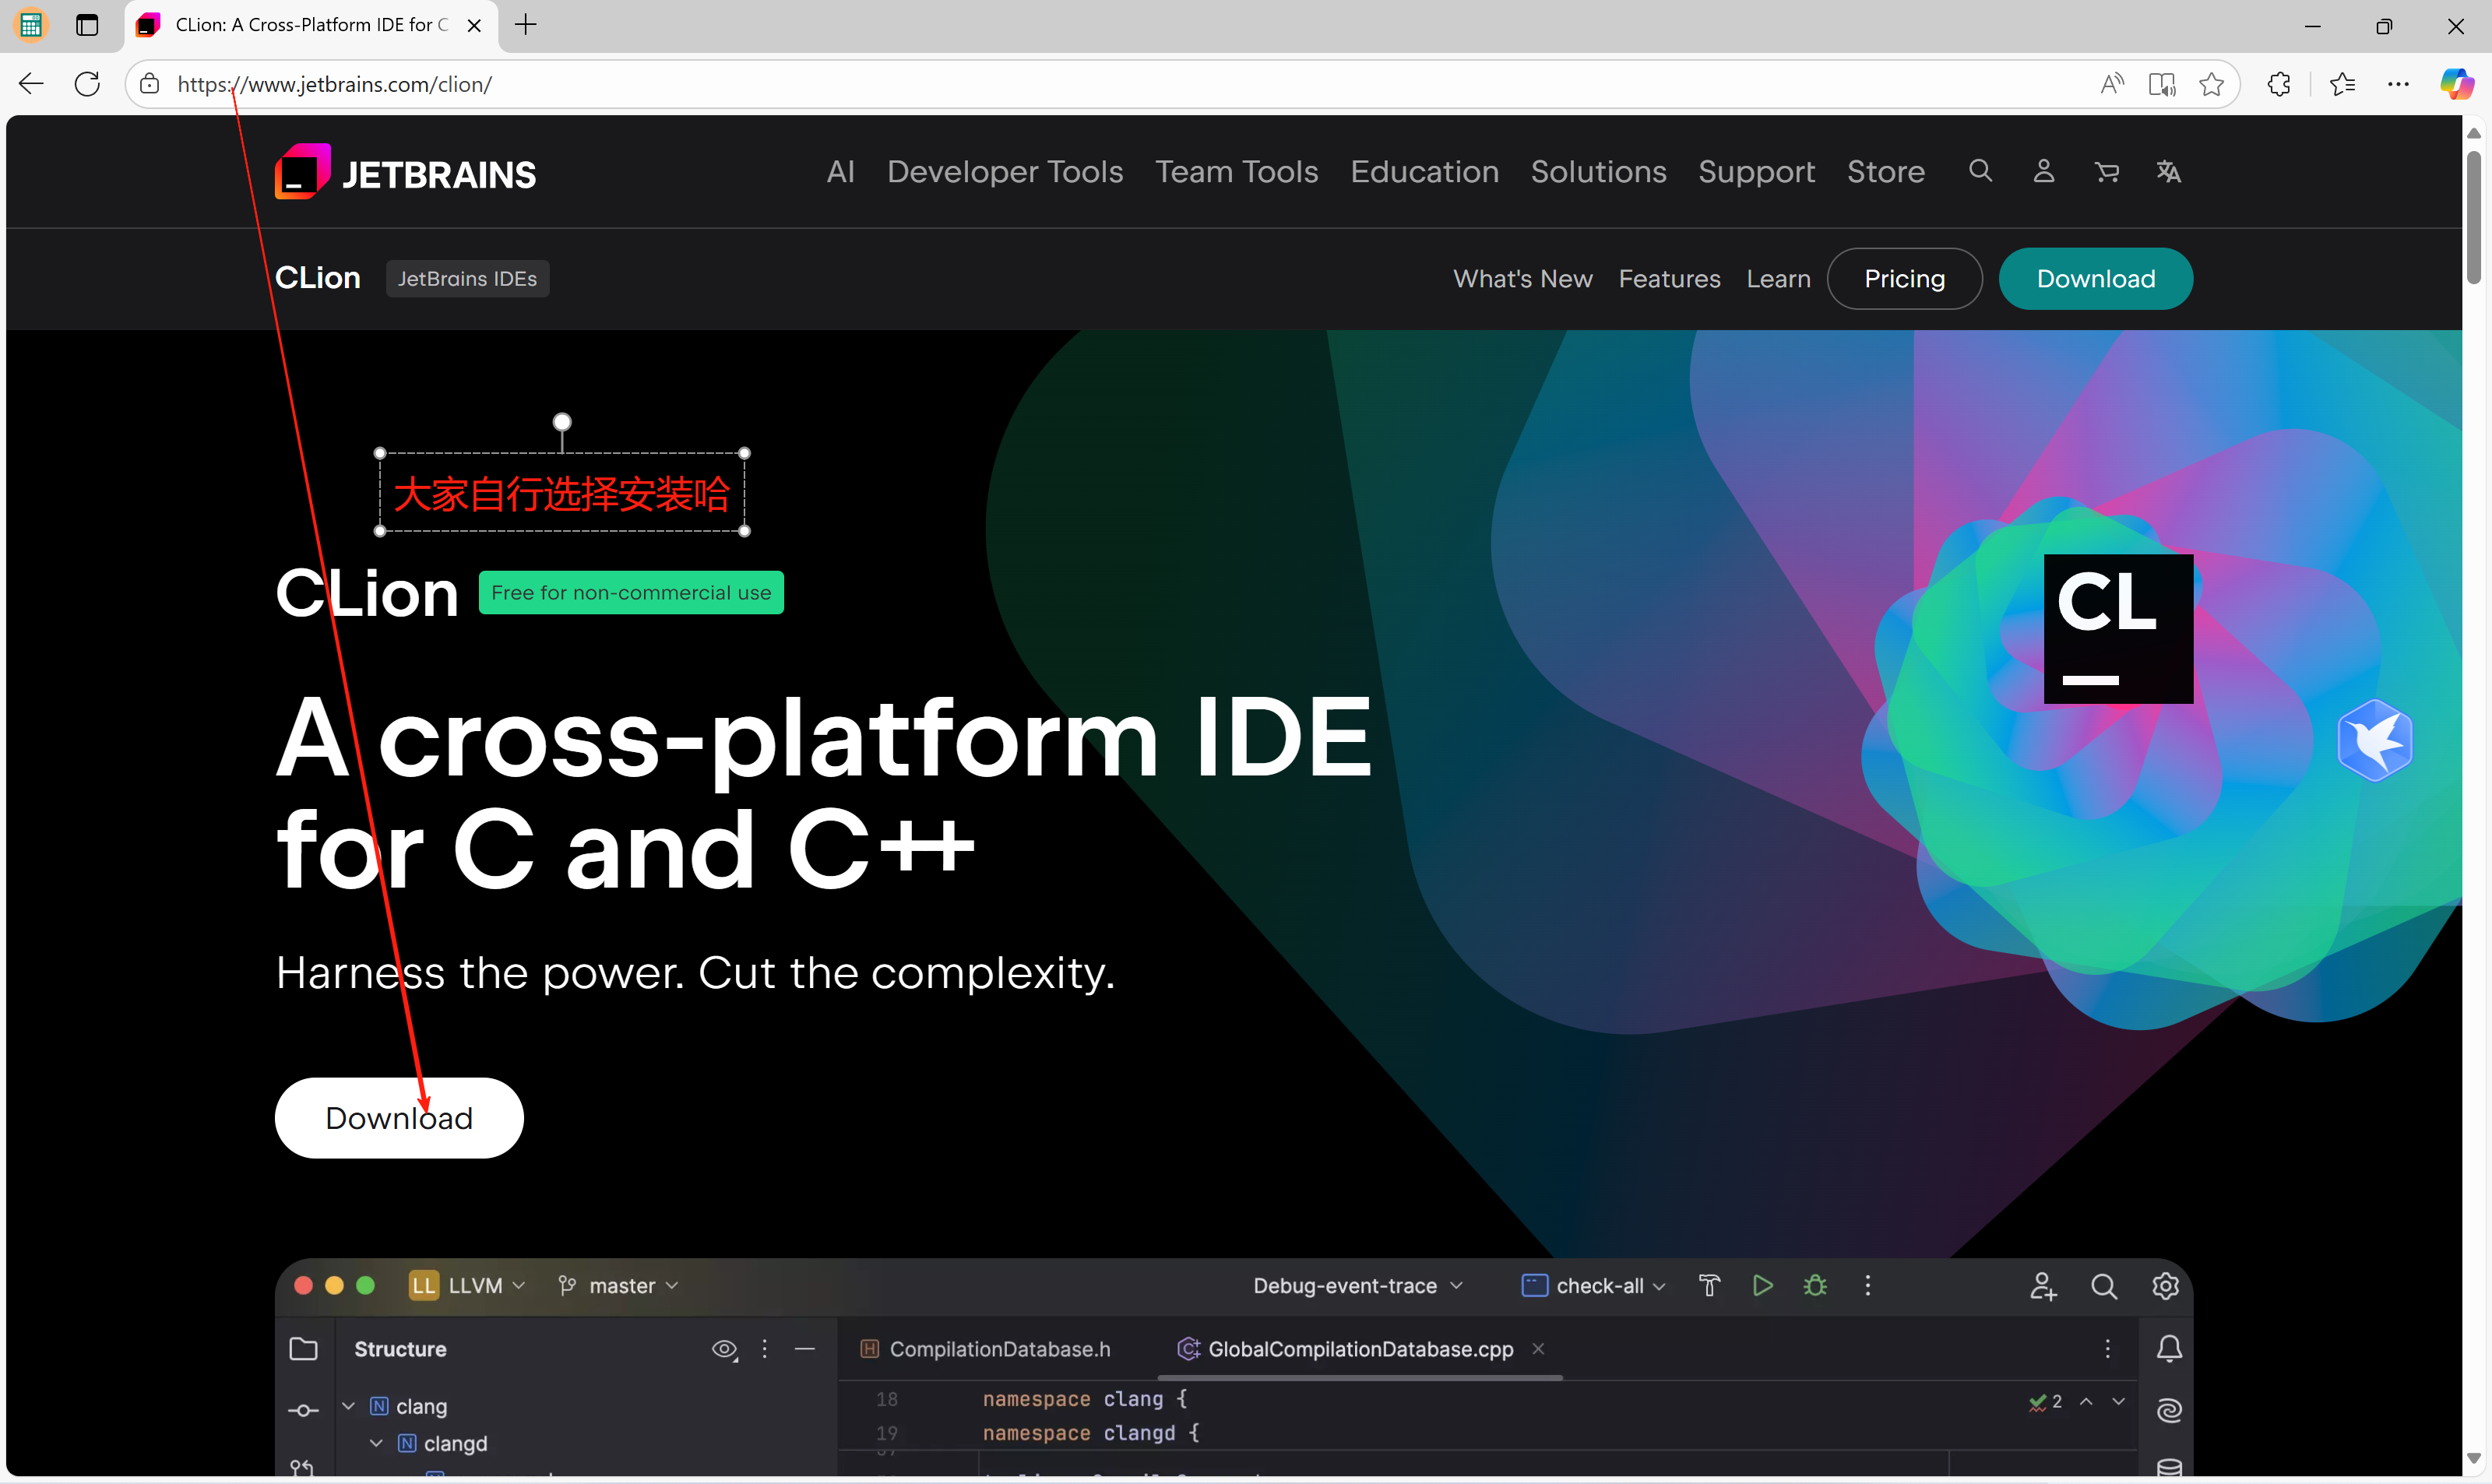 CLion: A Cross-Platform IDE for C
https://www.jetbrains.com/clion/
JETBRAINS
AI Developer Tools Team Tools Education Solutions Support Store
CLion JetBrains IDEs
What's New Features Learn Pricing Download
大家自行选择安装哈
CLion Free for non-commercial use
CL
A cross-platform IDE
for C and C++
Harness the power. Cut the complexity.
Download
LL LLVM master Debug-event-trace check-all
Structure CompilationDatabase.h GlobalCompilationDatabase.cpp
N clang
18 namespace clang {
2
N clangd
19 namespace clangd {